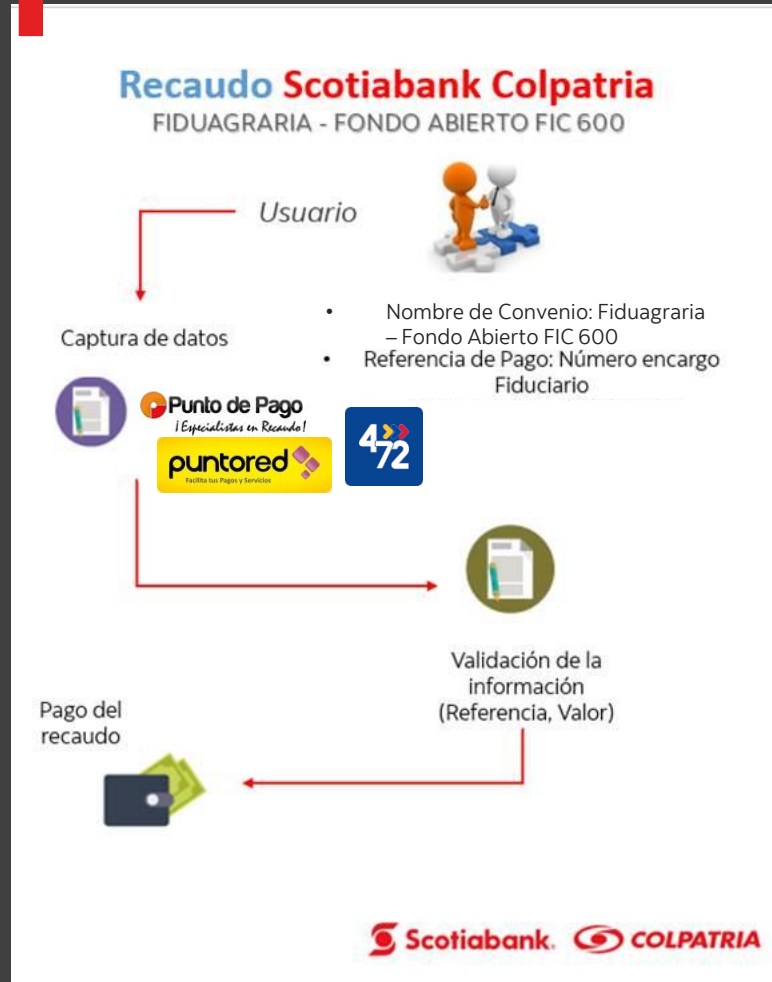 Recaudo Scotiabank Colpatria
FIDUAGRARIA - FONDO ABIERTO FIC 600
Usuario
• Nombre de Convenio: Fiduagraria
– Fondo Abierto FIC 600
• Referencia de Pago: Número encargo
Fiduciario
Captura de datos
Punto de Pago
¡Especialistas en Recaudo!
puntored
Facilita tus Pagos y Servicios
472
Validación de la
información
(Referencia, Valor)
Pago del
recaudo
Scotiabank. COLPATRIA